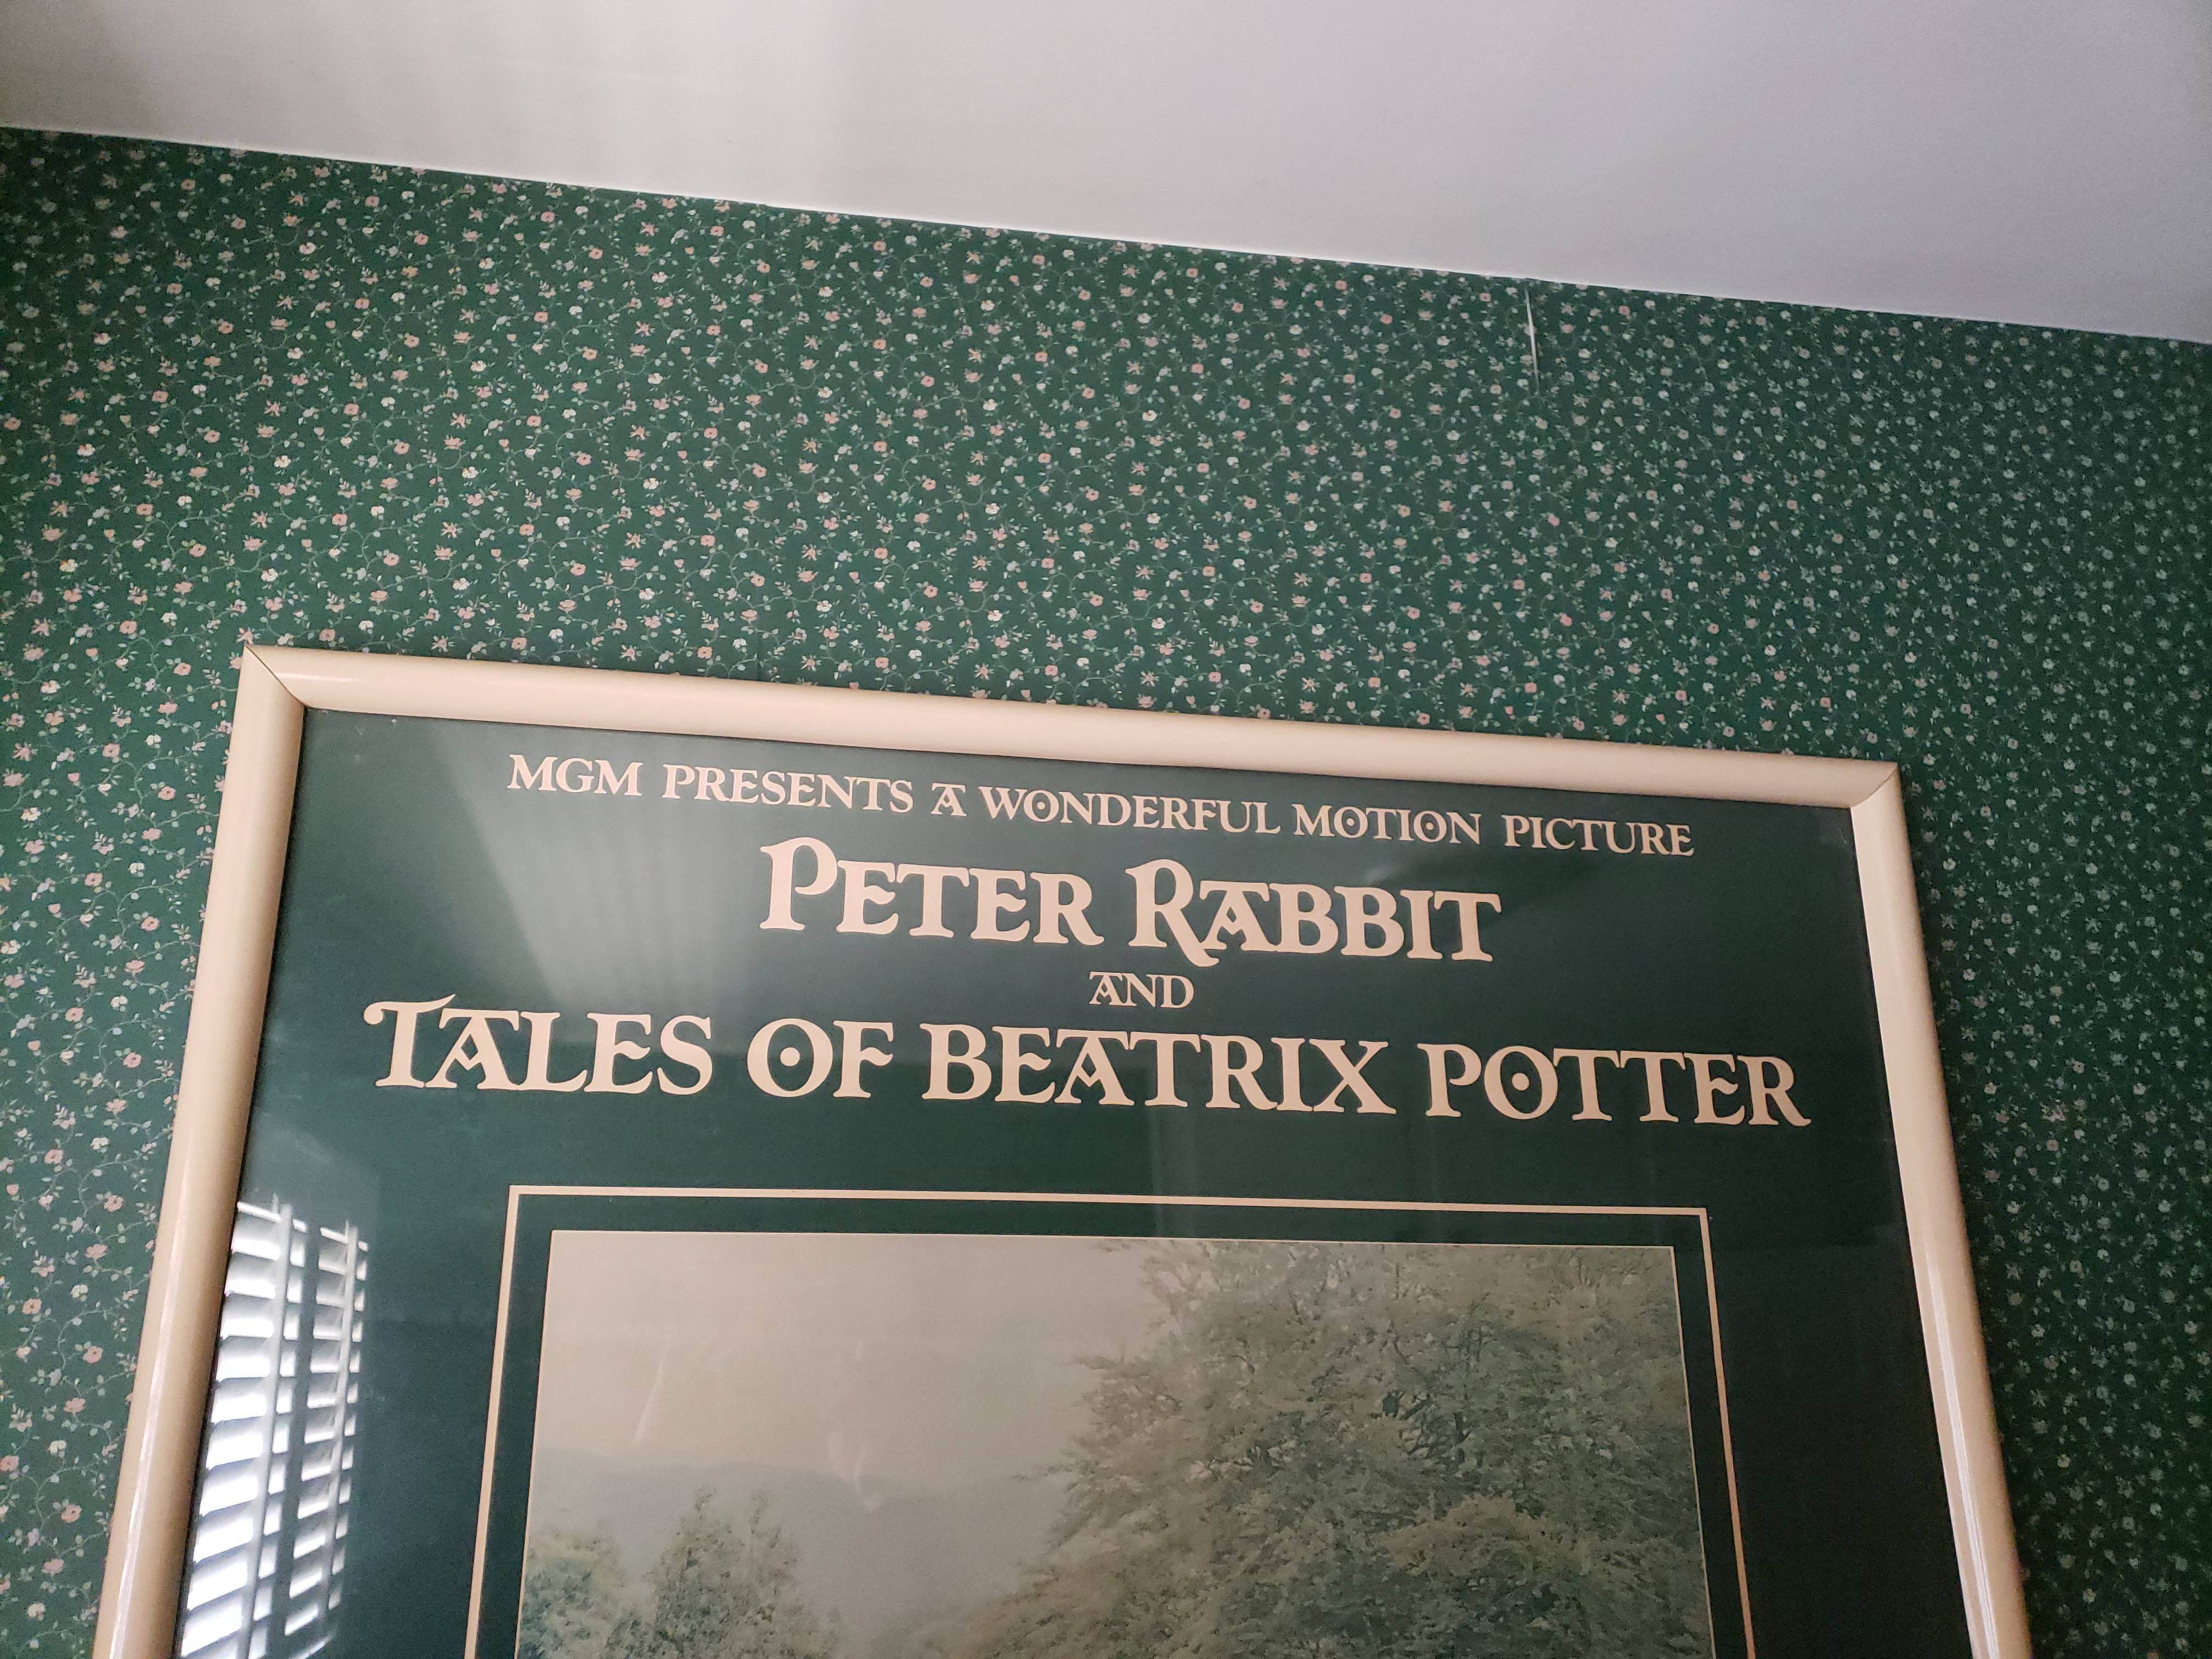 MGM PRESENTS A WONDERFUL MOTION PICTURE
PETER RABBIT
AND
TALES OF BEATRIX POTTER